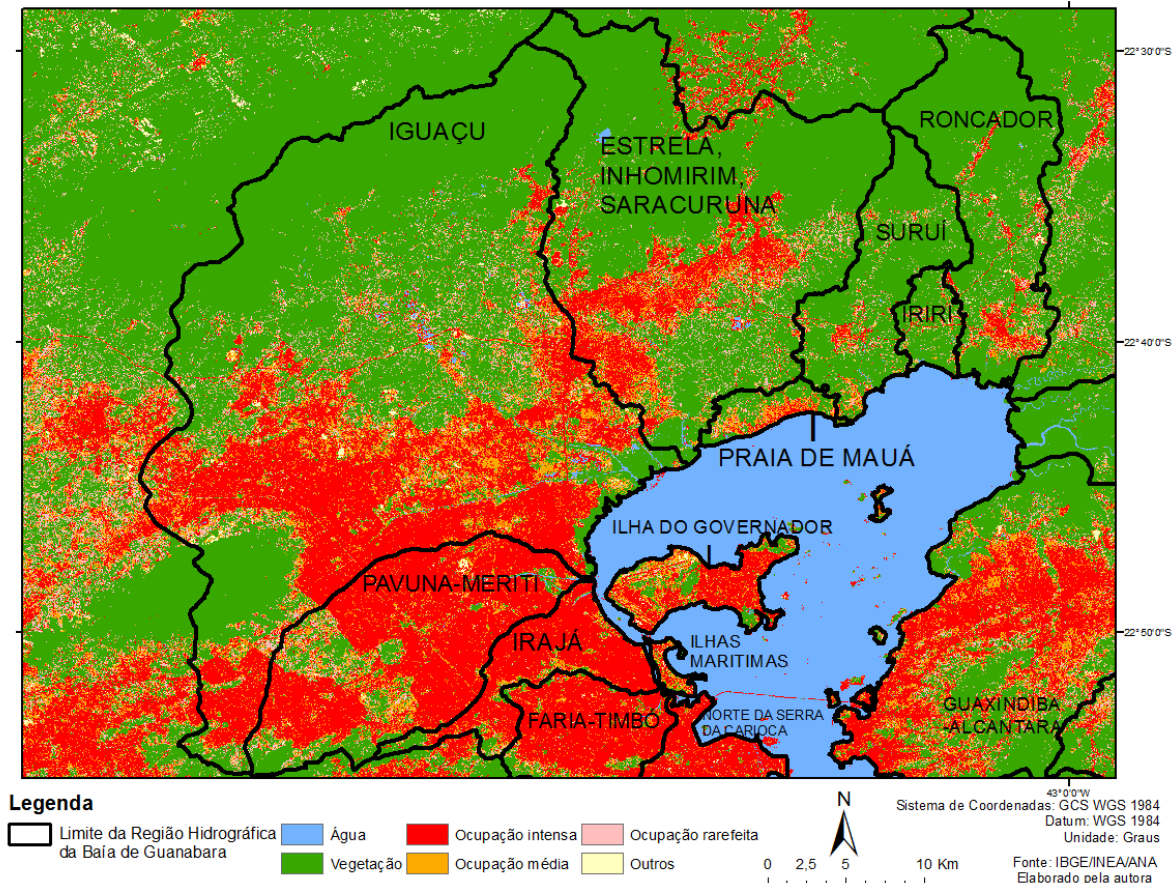 22°30'0"S
RONCADOR
IGUAÇU
ESTRELA,
INHOMIRIM,
SARACURUNA
SURUÍ
IRIRI
22°40'0"S
PRAIA DE MAUÁ
ILHA DO GOVERNADOR
PAVUNA-MERITI
IRAJÁ
ILHAS
MARITIMAS
22°50'0"S
FARIA-TIMBÓ
NORTE DA SERRA
DA CARIOCA
GUAXINDIBA
-ALCANTARA
43°0'0"W
Legenda
Limite da Região Hidrográfica
da Baía de Guanabara
Água
Vegetação
Ocupação intensa
Ocupação média
Ocupação rarefeita
Outros
N
0 2,5 5 10 Km
Sistema de Coordenadas: GCS WGS 1984
Datum: WGS 1984
Unidade: Graus
Fonte: IBGE/INEA/ANA
Elaborado pela autora